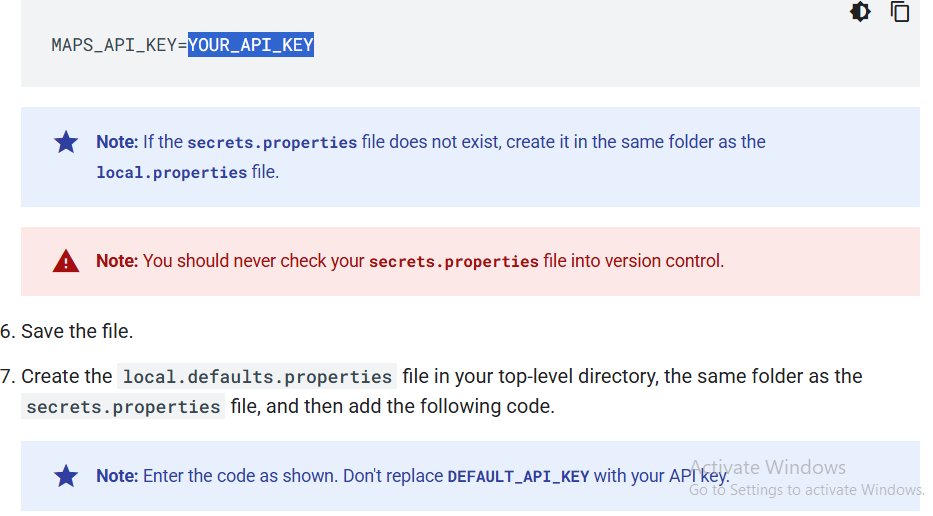 MAPS_API_KEY=YOUR_API_KEY
Note: If the secrets.properties file does not exist, create it in the same folder as the
local.properties file.
Note: You should never check your secrets.properties file into version control.
6. Save the file.
7. Create the local.defaults.properties file in your top-level directory, the same folder as the
secrets.properties file, and then add the following code.
Note: Enter the code as shown. Don't replace DEFAULT_API_KEY with your API key.
Activate Windows
Go to Settings to activate Windows.